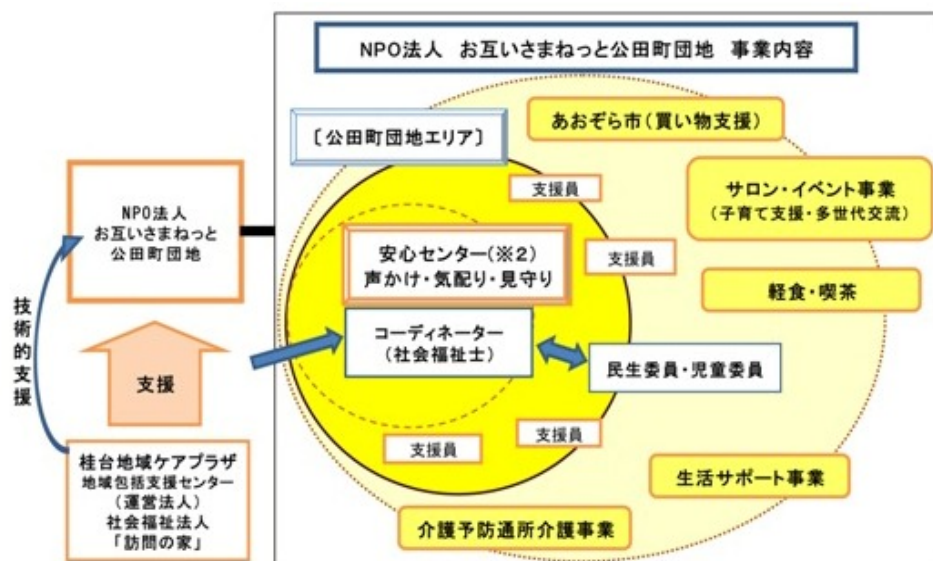 NPO法人 お互いさまねっと公田町団地 事業内容
〔公田町団地エリア〕
あおぞら市(買い物支援)
サロン・イベント事業
(子育て支援・多世代交流)
軽食・喫茶
生活サポート事業
介護予防通所介護事業
支援員
支援員
支援員
支援員
安心センター(※2)
声かけ・気配り・見守り
コーディネーター
(社会福祉士)
民生委員・児童委員
NPO法人
お互いさまねっと
公田町団地
技術的支援
支援
桂台地域ケアプラザ
地域包括支援センター
(運営法人)
社会福祉法人
「訪問の家」